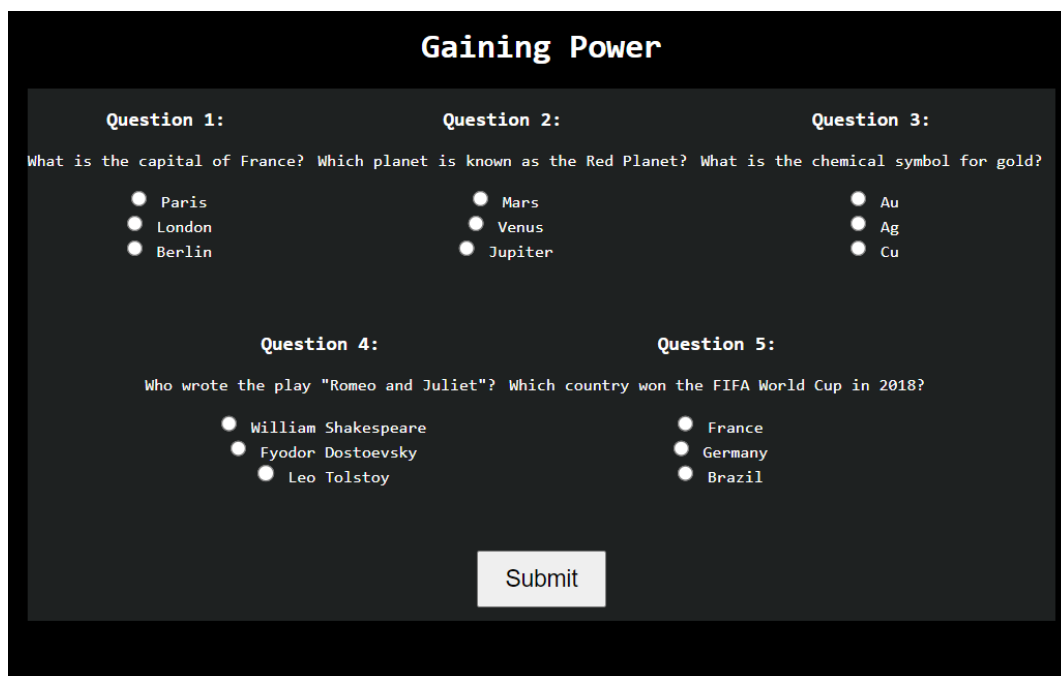 Gaining Power
Question 1:
What is the capital of France?
Paris
London
Berlin
Question 2:
Which planet is known as the Red Planet?
Mars
Venus
Jupiter
Question 3:
What is the chemical symbol for gold?
Au
Ag
Cu
Question 4:
Who wrote the play "Romeo and Juliet"?
William Shakespeare
Fyodor Dostoevsky
Leo Tolstoy
Question 5:
Which country won the FIFA World Cup in 2018?
France
Germany
Brazil
Submit